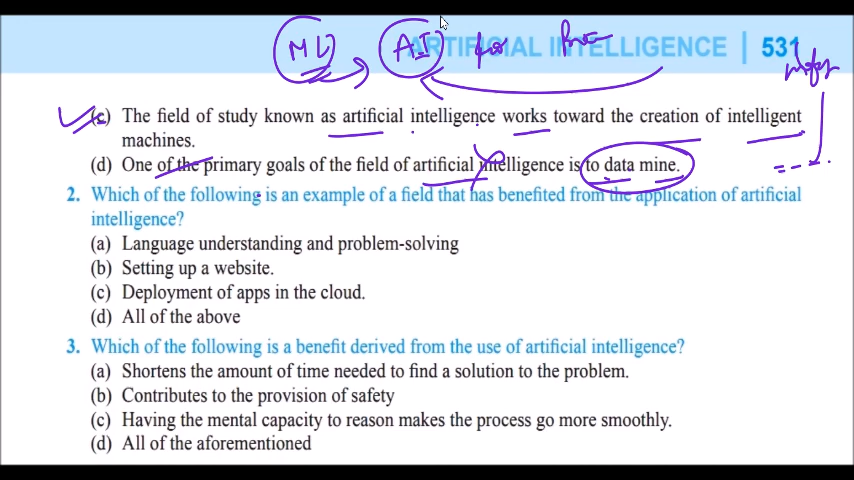 ML AI for
ARTIFICIAL INTELLIGENCE | 531
(c) The field of study known as artificial intelligence works toward the creation of intelligent
machines.
(d) One of the primary goals of the field of artificial intelligence is to data mine.
2. Which of the following is an example of a field that has benefited from the application of artificial
intelligence?
(a) Language understanding and problem-solving
(b) Setting up a website.
(c) Deployment of apps in the cloud.
(d) All of the above
3. Which of the following is a benefit derived from the use of artificial intelligence?
(a) Shortens the amount of time needed to find a solution to the problem.
(b) Contributes to the provision of safety
(c) Having the mental capacity to reason makes the process go more smoothly.
(d) All of the aforementioned